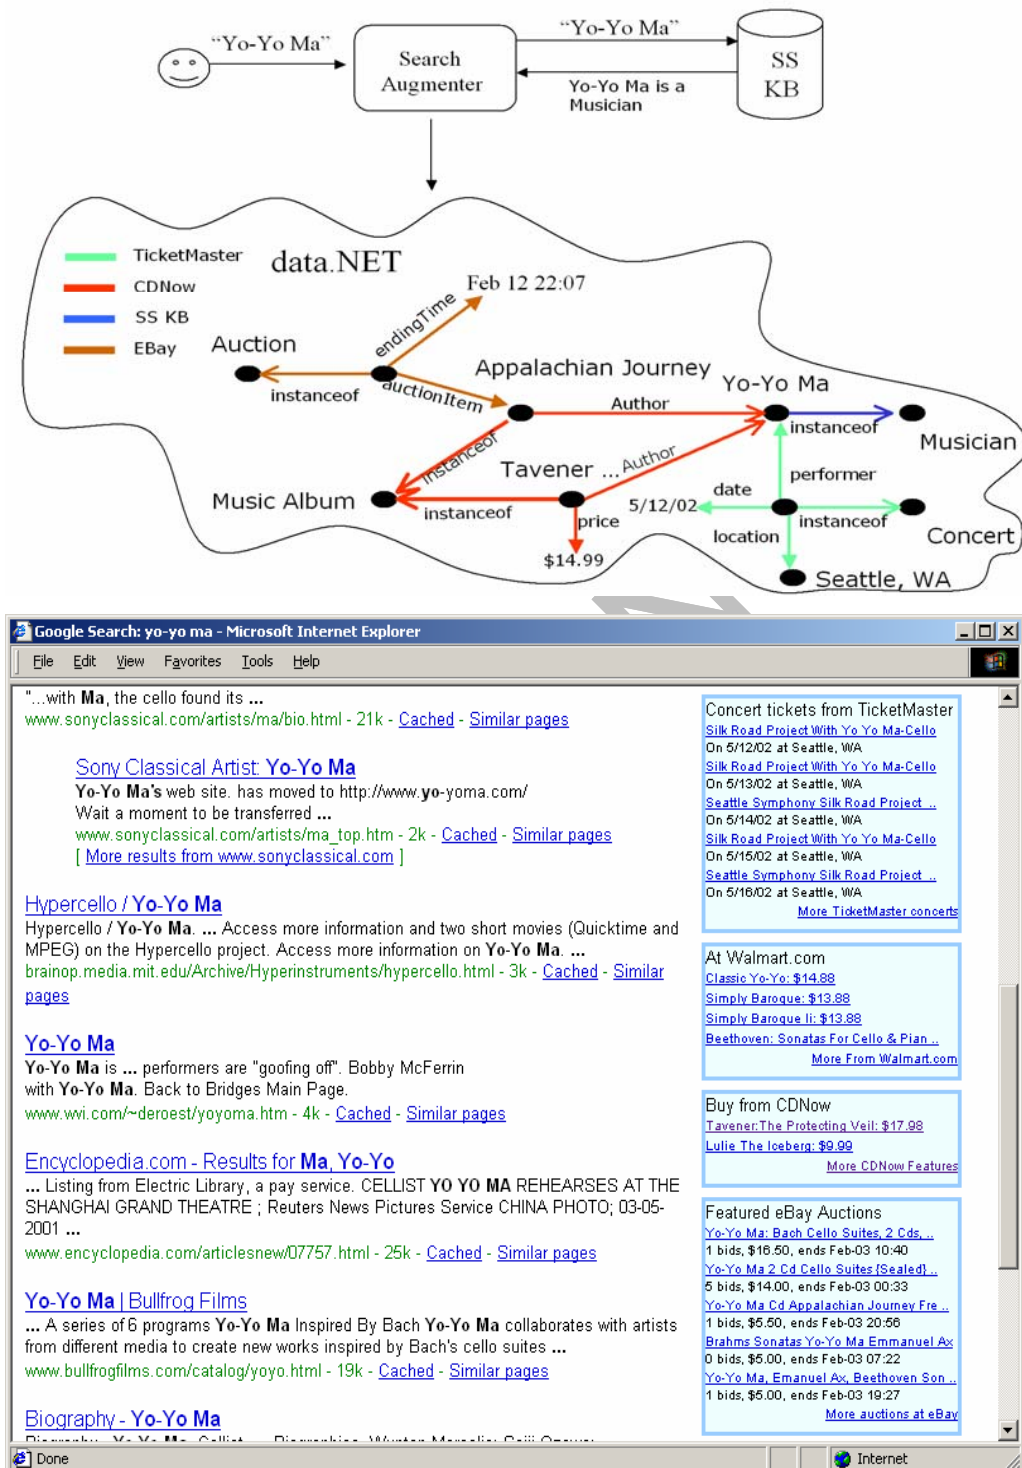 "Yo-Yo Ma"
Search
Augmenter
"Yo-Yo Ma"
Yo-Yo Ma is a
Musician
SS
KB
TicketMaster
CDNow
SS KB
EBay
data.NET
Feb 12 22:07
endingTime
Auction
instanceof
auctionItem
Appalachian Journey
Yo-Yo Ma
Author
instanceof
Musician
instanceof
Tavener ...
Author
performer
Music Album
instanceof
price
$14.99
date
5/12/02
instanceof
location
Concert
Seattle, WA
Google Search: yo-yo ma - Microsoft Internet Explorer
File Edit View Favorites Tools Help
"...with Ma, the cello found its ...
www.sonyclassical.com/artists/ma/bio.html - 21k - Cached - Similar pages
Sony Classical Artist: Yo-Yo Ma
Yo-Yo Ma's web site. has moved to http://www.yo-yoma.com/
Wait a moment to be transferred ...
www.sonyclassical.com/artists/ma_top.htm - 2k - Cached - Similar pages
[ More results from www.sonyclassical.com ]
Hypercello / Yo-Yo Ma
Hypercello / Yo-Yo Ma. ... Access more information and two short movies (Quicktime and
MPEG) on the Hypercello project. Access more information on Yo-Yo Ma. ...
brainop.media.mit.edu/Archive/Hyperinstruments/hypercello.html - 3k - Cached - Similar
pages
Yo-Yo Ma
Yo-Yo Ma is ... performers are "goofing off". Bobby McFerrin
with Yo-Yo Ma. Back to Bridges Main Page.
www.wvi.com/~deroest/yoyoma.htm - 4k - Cached - Similar pages
Encyclopedia.com - Results for Ma, Yo-Yo
... Listing from Electric Library, a pay service. CELLIST YO YO MA REHEARSES AT THE
SHANGHAI GRAND THEATRE ; Reuters News Pictures Service CHINA PHOTO; 03-05-
2001 ...
www.encyclopedia.com/articlesnew/07757.html - 25k - Cached - Similar pages
Yo-Yo Ma | Bullfrog Films
... A series of 6 programs Yo-Yo Ma Inspired By Bach Yo-Yo Ma collaborates with artists
from different media to create new works inspired by Bach's cello suites ...
www.bullfrogfilms.com/catalog/yoyo.html - 19k - Cached - Similar pages
Biography - Yo-Yo Ma
Concert tickets from TicketMaster
Silk Road Project With Yo Yo Ma-Cello
On 5/12/02 at Seattle, WA
Silk Road Project With Yo Yo Ma-Cello
On 5/13/02 at Seattle, WA
Seattle Symphony Silk Road Project ..
On 5/14/02 at Seattle, WA
Silk Road Project With Yo Yo Ma-Cello
On 5/15/02 at Seattle, WA
Seattle Symphony Silk Road Project ..
On 5/16/02 at Seattle, WA
More TicketMaster concerts
At Walmart.com
Classic Yo-Yo: $14.88
Simply Baroque: $13.88
Simply Baroque Ii: $13.88
Beethoven: Sonatas For Cello & Pian ..
More From Walmart.com
Buy from CDNow
Tavener:The Protecting Veil: $17.98
Lulie The Iceberg: $9.99
More CDNow Features
Featured eBay Auctions
Yo-Yo Ma: Bach Cello Suites, 2 Cds, ..
1 bids, $16.50, ends Feb-03 10:40
Yo-Yo Ma 2 Cd Cello Suites {Sealed} ..
5 bids, $14.00, ends Feb-03 00:33
Yo-Yo Ma Cd Appalachian Journey Fre ..
1 bids, $5.50, ends Feb-03 20:56
Brahms Sonatas Yo-Yo Ma Emmanuel Ax
0 bids, $5.00, ends Feb-03 07:22
Yo-Yo Ma, Emanuel Ax, Beethoven Son ..
1 bids, $5.00, ends Feb-03 19:27
More auctions at eBay
Done
Internet